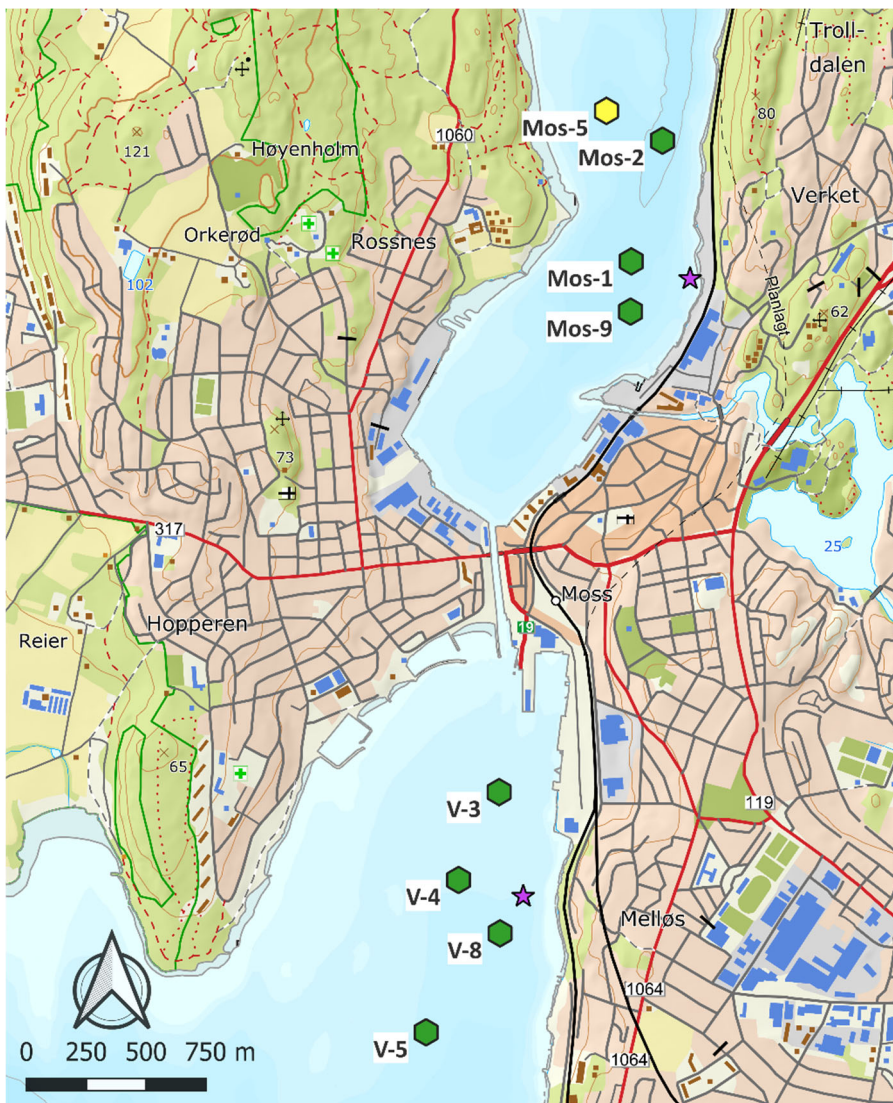 Troll-
dalen
Mos-5
80
1060
Mos-2
121
Høyenholm
Verket
Orkerød
Rossnes
Mos-1
102
Planlagt
62
Mos-9
73
317
25
Moss
Hopperen
19
Reier
65
V-3
119
V-4
Melløs
V-8
1064
V-5
0 250 500 750 m
1064